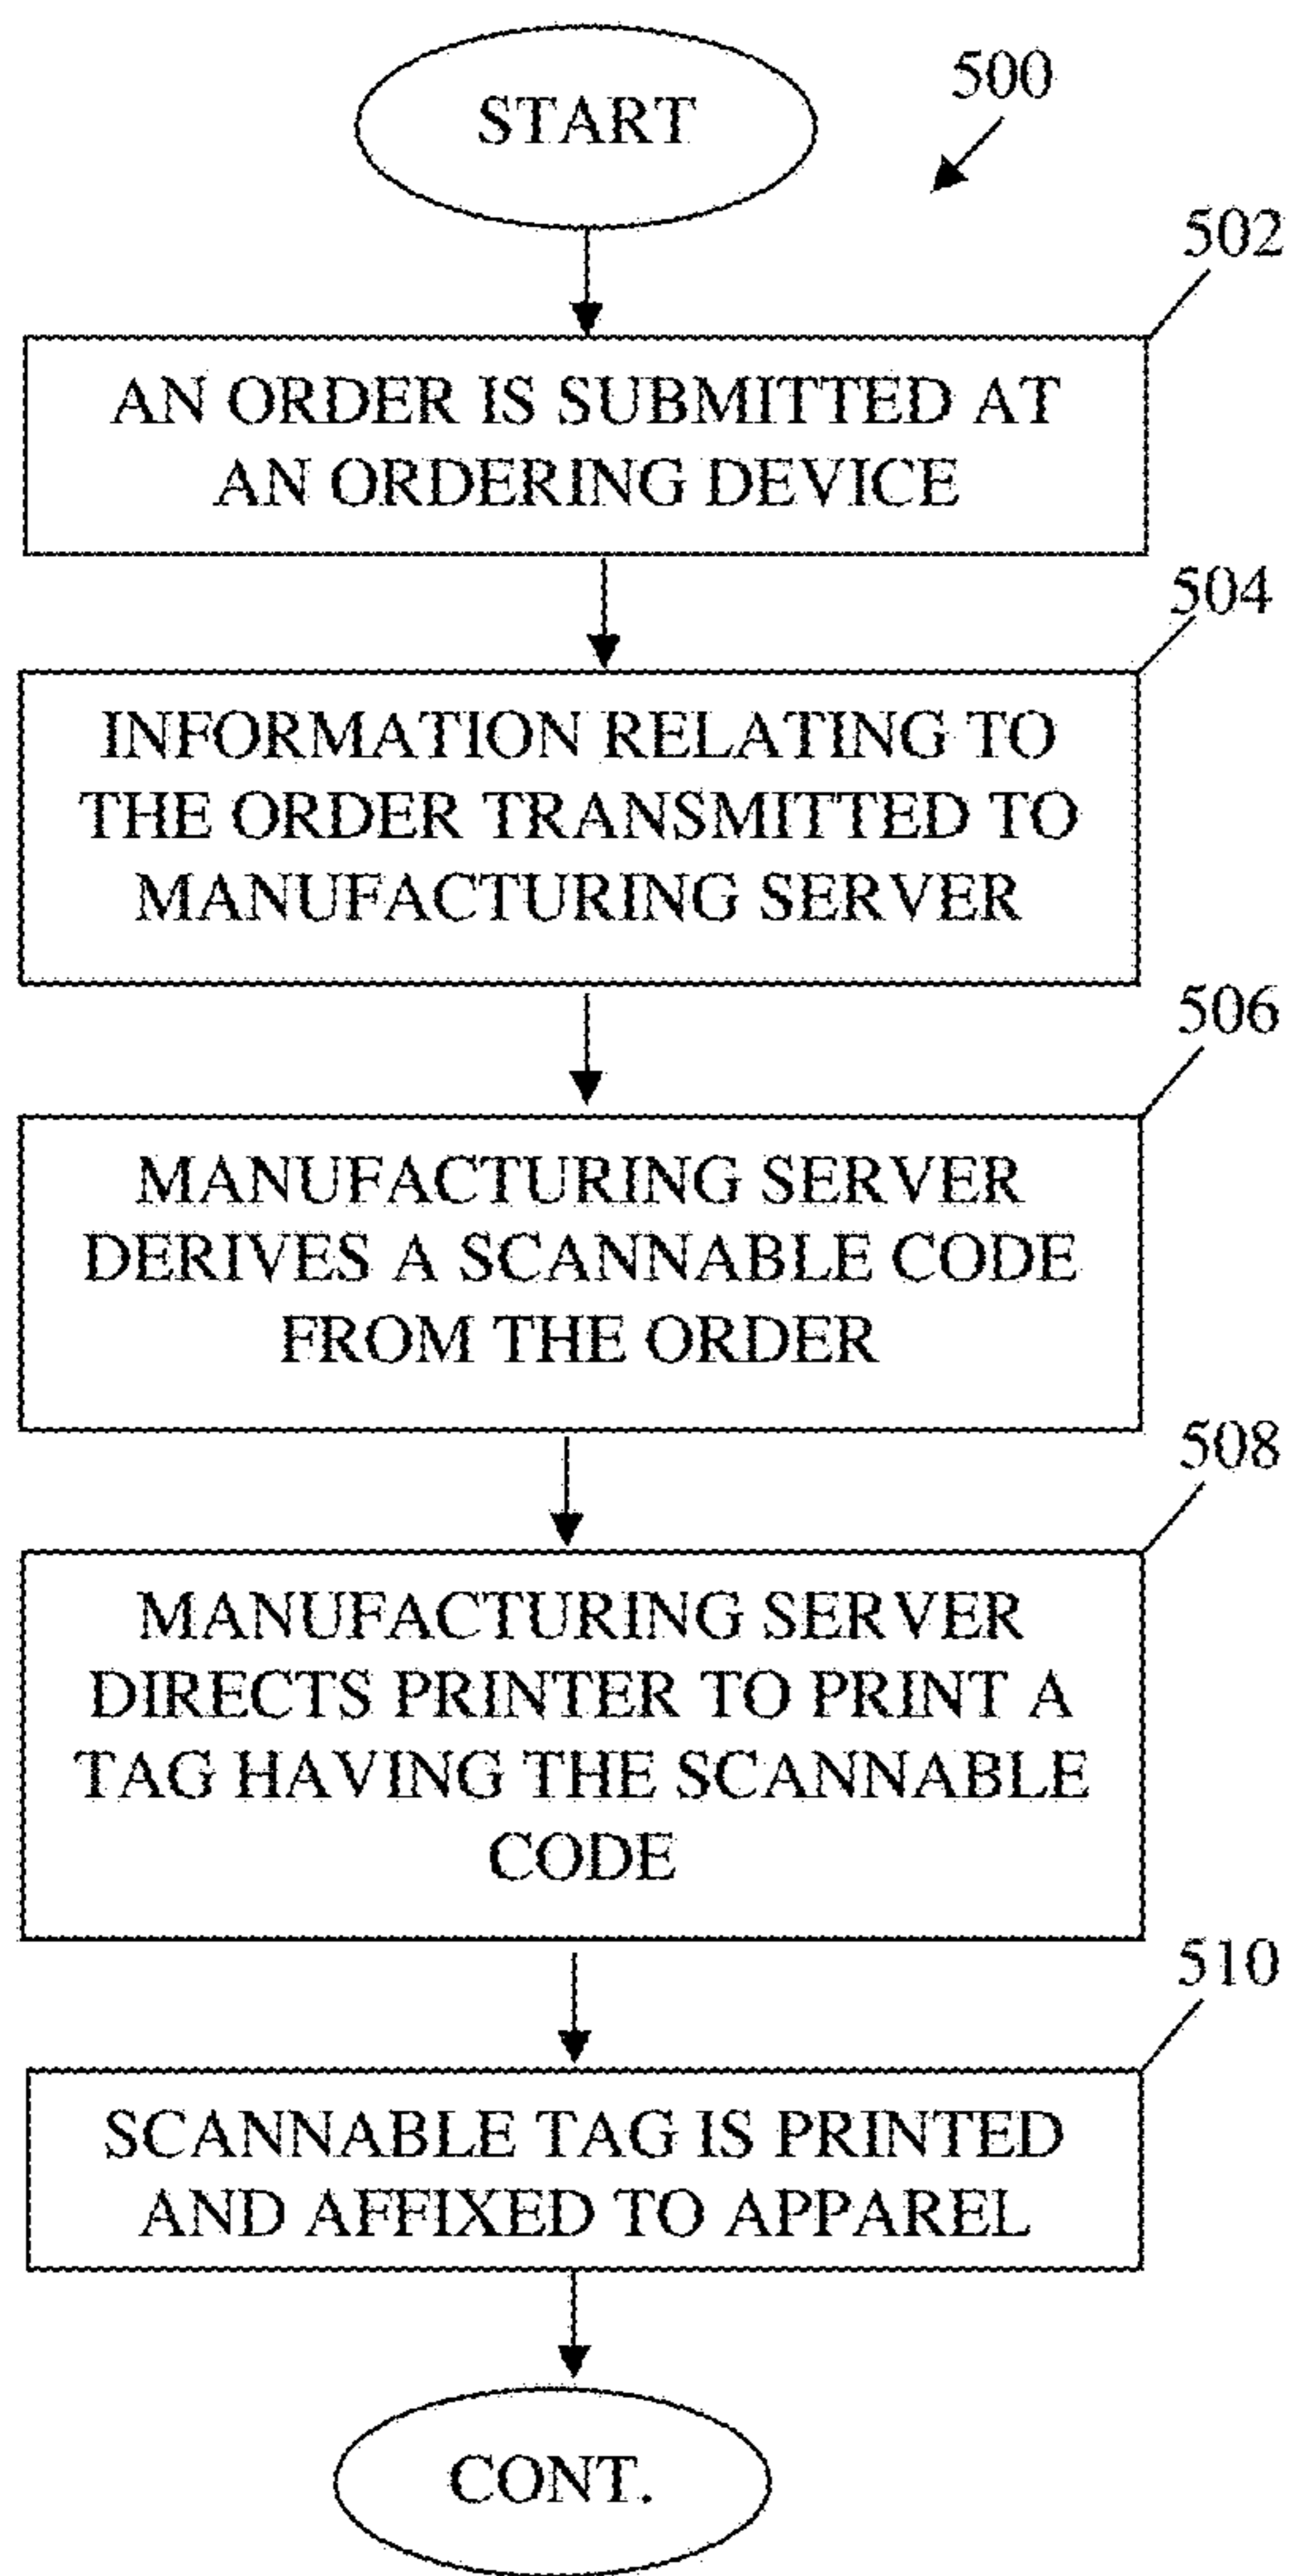 START
500
502
AN ORDER IS SUBMITTED AT
AN ORDERING DEVICE
504
INFORMATION RELATING TO
THE ORDER TRANSMITTED TO
MANUFACTURING SERVER
506
MANUFACTURING SERVER
DERIVES A SCANNABLE CODE
FROM THE ORDER
508
MANUFACTURING SERVER
DIRECTS PRINTER TO PRINT A
TAG HAVING THE SCANNABLE
CODE
510
SCANNABLE TAG IS PRINTED
AND AFFIXED TO APPAREL
CONT.